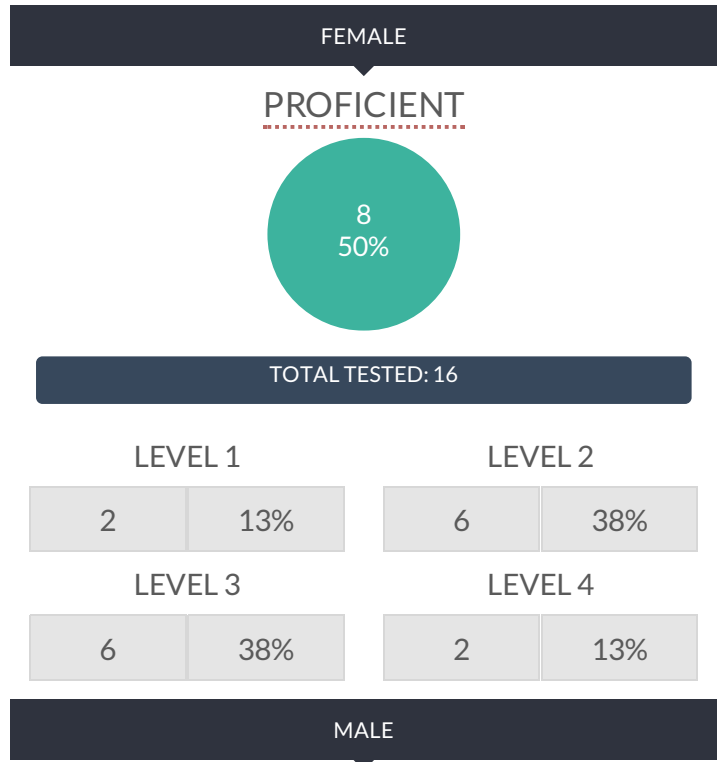 FEMALE
PROFICIENT
8
50%
TOTAL TESTED: 16
LEVEL 1
2 13%
LEVEL 2
6 38%
LEVEL 3
6 38%
LEVEL 4
2 13%
MALE